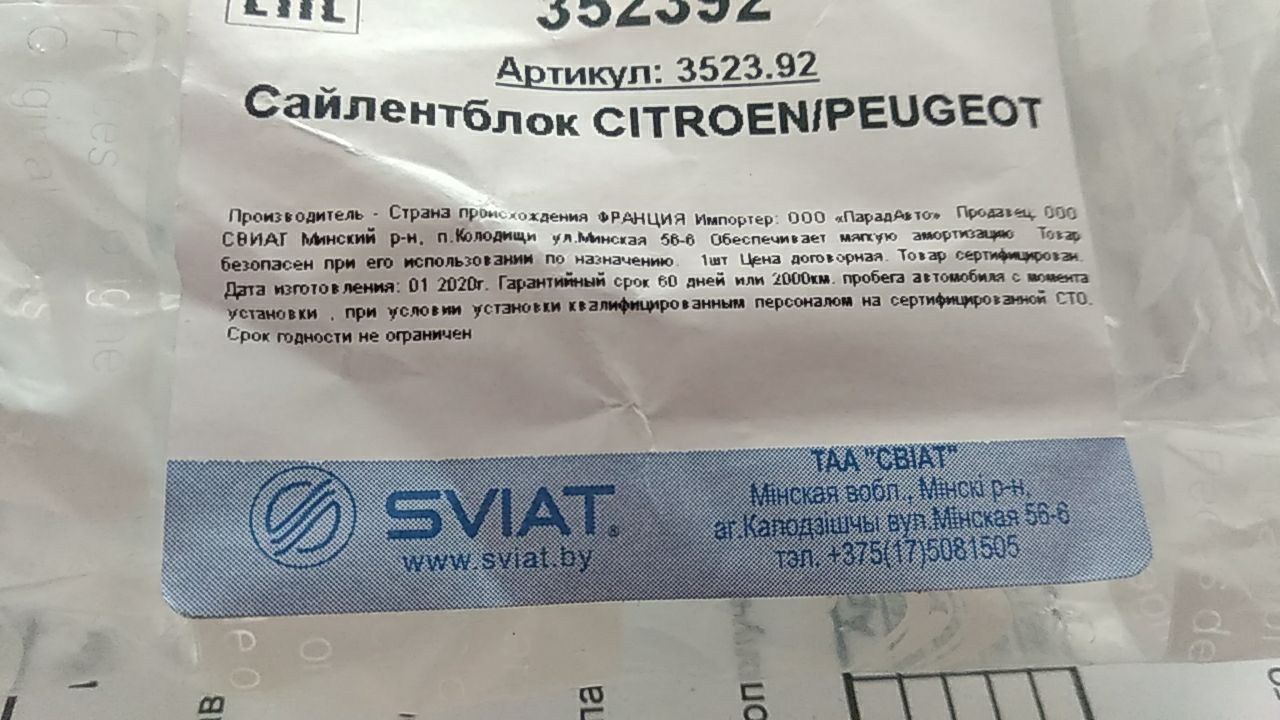 ЕАС
352392
Артикул: 3523.92
Сайлентблок CITROEN/PEUGEOT
Производитель - Страна происхождения ФРАНЦИЯ Импортер: ООО «ПарадАвто» Продавец: ООО
СВИАТ Минский р-н, п.Колодищи ул.Минская 56-6 Обеспечивает мягкую амортизацию Товар
безопасен при его использовании по назначению. 1шт Цена договорная. Товар сертифицирован.
Дата изготовления: 01 2020г. Гарантийный срок 60 дней или 2000км. пробега автомобиля с момента
установки , при условии установки квалифицированным персоналом на сертифицированной СТО.
Срок годности не ограничен
SVIAT®
www.sviat.by
ТАА "СВІАТ"
Мінская вобл., Мінскі р-н,
аг.Калодзішчы вул.Мінская 56-6
тэл. +375(17)5081505